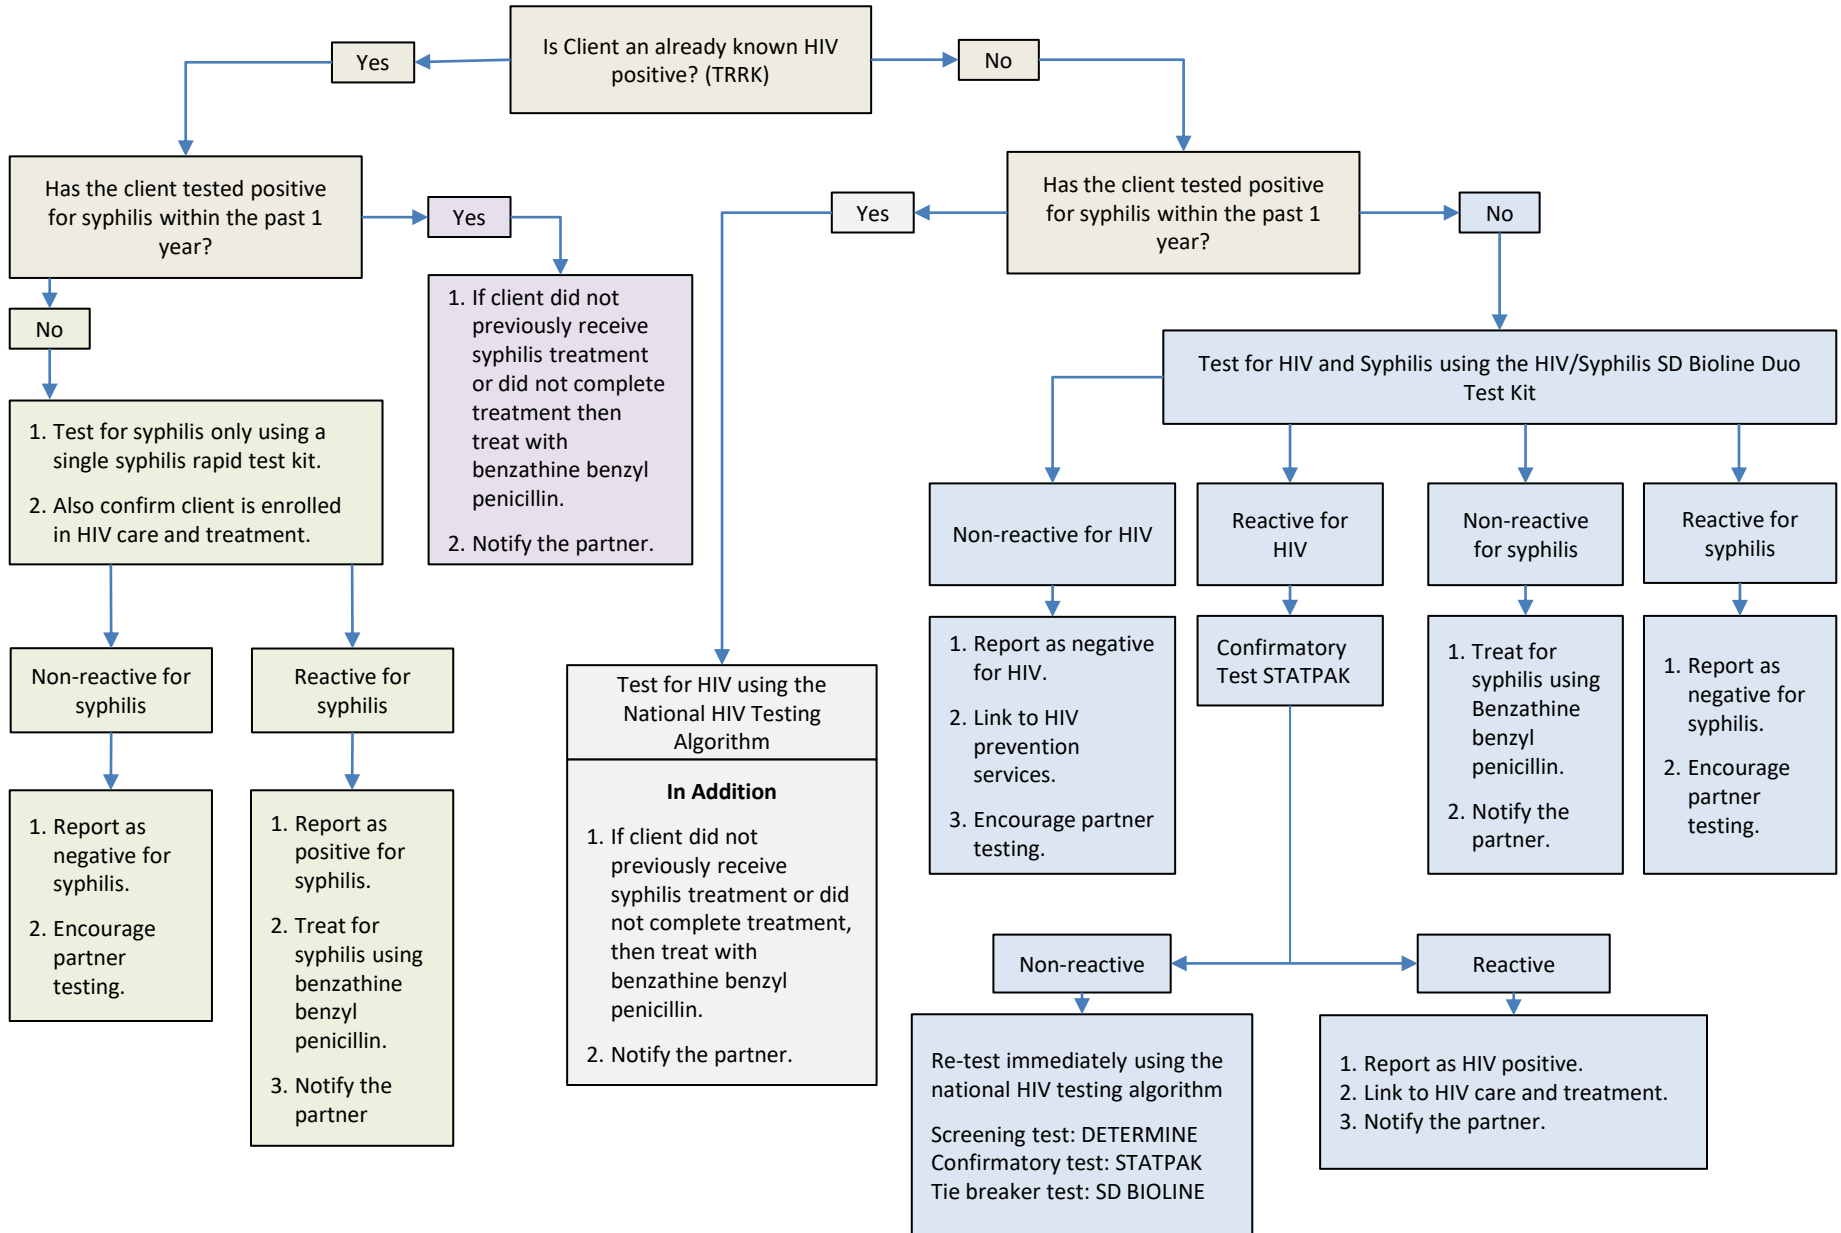 Is Client an already known HIV
positive? (TRRK)
Yes
No
Has the client tested positive
for syphilis within the past 1
year?
Yes
No
1. If client did not
previously receive
syphilis treatment
or did not complete
treatment then
treat with
benzathine benzyl
penicillin.
2. Notify the partner.
1. Test for syphilis only using a
single syphilis rapid test kit.
2. Also confirm client is enrolled
in HIV care and treatment.
Non-reactive for
syphilis
Reactive for
syphilis
1. Report as
negative for
syphilis.
2. Encourage
partner
testing.
1. Report as
positive for
syphilis.
2. Treat for
syphilis using
benzathine
benzyl
penicillin.
3. Notify the
partner
Has the client tested positive
for syphilis within the past 1
year?
Yes
No
Test for HIV using the
National HIV Testing
Algorithm
In Addition
1. If client did not
previously receive
syphilis treatment or did
not complete treatment,
then treat with
benzathine benzyl
penicillin.
2. Notify the partner.
Test for HIV and Syphilis using the HIV/Syphilis SD Bioline Duo
Test Kit
Non-reactive for HIV
Reactive for
HIV
Non-reactive
for syphilis
Reactive for
syphilis
1. Report as negative
for HIV.
2. Link to HIV
prevention
services.
3. Encourage partner
testing.
Confirmatory
Test STATPAK
1. Treat for
syphilis using
Benzathine
benzyl
penicillin.
2. Notify the
partner.
1. Report as
negative for
syphilis.
2. Encourage
partner
testing.
Non-reactive
Reactive
Re-test immediately using the
national HIV testing algorithm
Screening test: DETERMINE
Confirmatory test: STATPAK
Tie breaker test: SD BIOLINE
1. Report as HIV positive.
2. Link to HIV care and treatment.
3. Notify the partner.